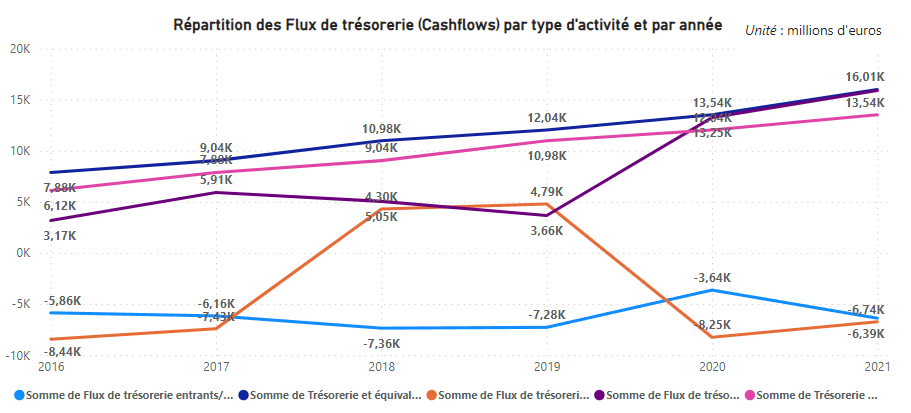 Répartition des Flux de trésorerie (Cashflows) par type d'activité et par année
Unité : millions d'euros
20K
16,01K
15K
13,54K
13,54K
12,04K
12,04K
13,25K
10,98K
9,04K
9,04K
10K
7,88K
10,98K
7,88K
5,91K
6,12K
5K
4,30K
4,79K
5,05K
3,17K
3,66K
0K
-3,64K
-5K
-5,86K
-6,16K
-7,43K
-7,28K
-6,74K
-8,25K
-6,39K
-8,44K
-7,36K
-10K
2016
2017
2018
2019
2020
2021
Somme de Flux de trésorerie entrants/...
Somme de Trésorerie et équival...
Somme de Flux de trésoreri...
Somme de Flux de tréso...
Somme de Trésorerie ...